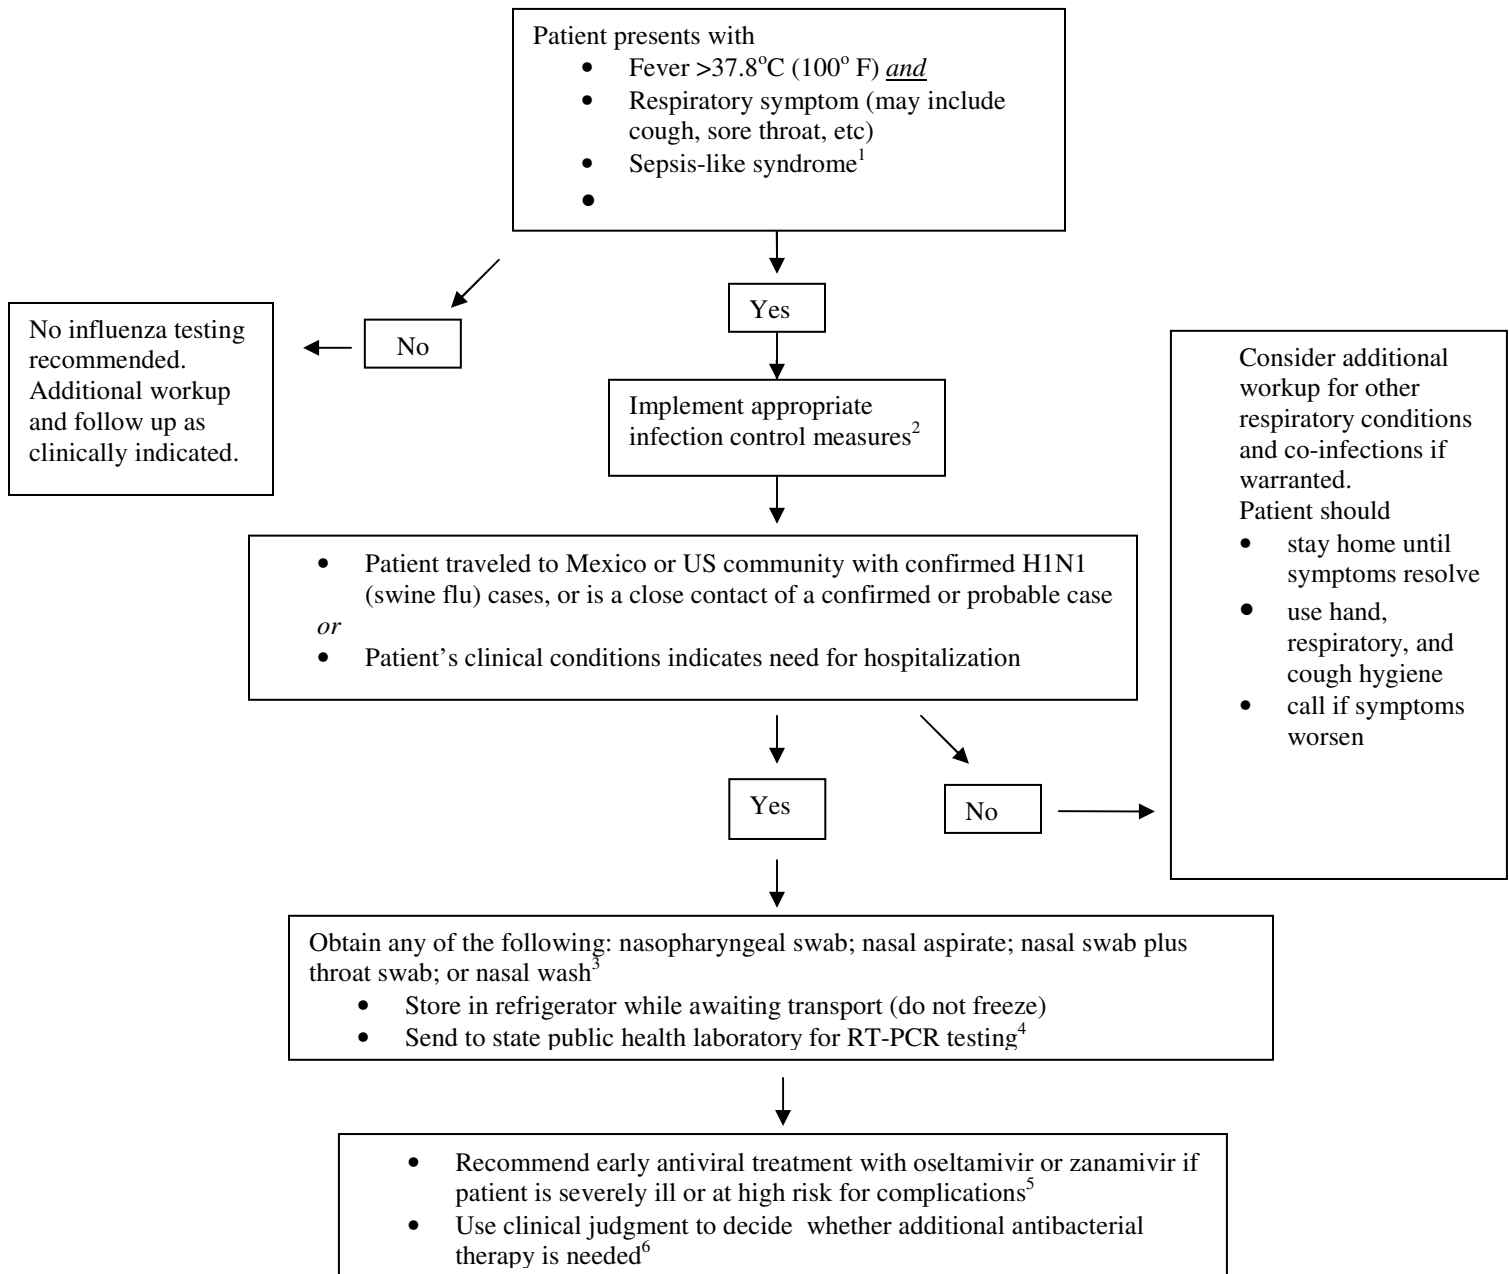 Patient presents with
• Fever >37.8°C (100° F) and
• Respiratory symptom (may include
cough, sore throat, etc)
• Sepsis-like syndrome¹
•
Yes
No
No influenza testing
recommended.
Additional workup
and follow up as
clinically indicated.
Implement appropriate
infection control measures²
• Patient traveled to Mexico or US community with confirmed H1N1
(swine flu) cases, or is a close contact of a confirmed or probable case
or
• Patient’s clinical conditions indicates need for hospitalization
Yes
No
Consider additional
workup for other
respiratory conditions
and co-infections if
warranted.
Patient should
• stay home until
symptoms resolve
• use hand,
respiratory, and
cough hygiene
• call if symptoms
worsen
Obtain any of the following: nasopharyngeal swab; nasal aspirate; nasal swab plus
throat swab; or nasal wash³
• Store in refrigerator while awaiting transport (do not freeze)
• Send to state public health laboratory for RT-PCR testing⁴
• Recommend early antiviral treatment with oseltamivir or zanamivir if
patient is severely ill or at high risk for complications⁵
• Use clinical judgment to decide whether additional antibacterial
therapy is needed⁶